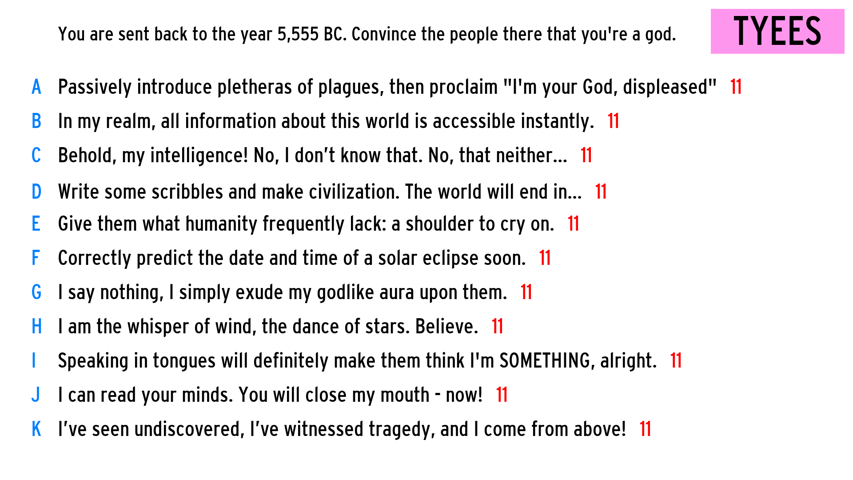 You are sent back to the year 5,555 BC. Convince the people there that you're a god.
TYEES
A Passively introduce pletheras of plagues, then proclaim "I'm your God, displeased" 11
B In my realm, all information about this world is accessible instantly. 11
C Behold, my intelligence! No, I don’t know that. No, that neither... 11
D Write some scribbles and make civilization. The world will end in... 11
E Give them what humanity frequently lack: a shoulder to cry on. 11
F Correctly predict the date and time of a solar eclipse soon. 11
G I say nothing, I simply exude my godlike aura upon them. 11
H I am the whisper of wind, the dance of stars. Believe. 11
I Speaking in tongues will definitely make them think I'm SOMETHING, alright. 11
J I can read your minds. You will close my mouth - now! 11
K I’ve seen undiscovered, I’ve witnessed tragedy, and I come from above! 11